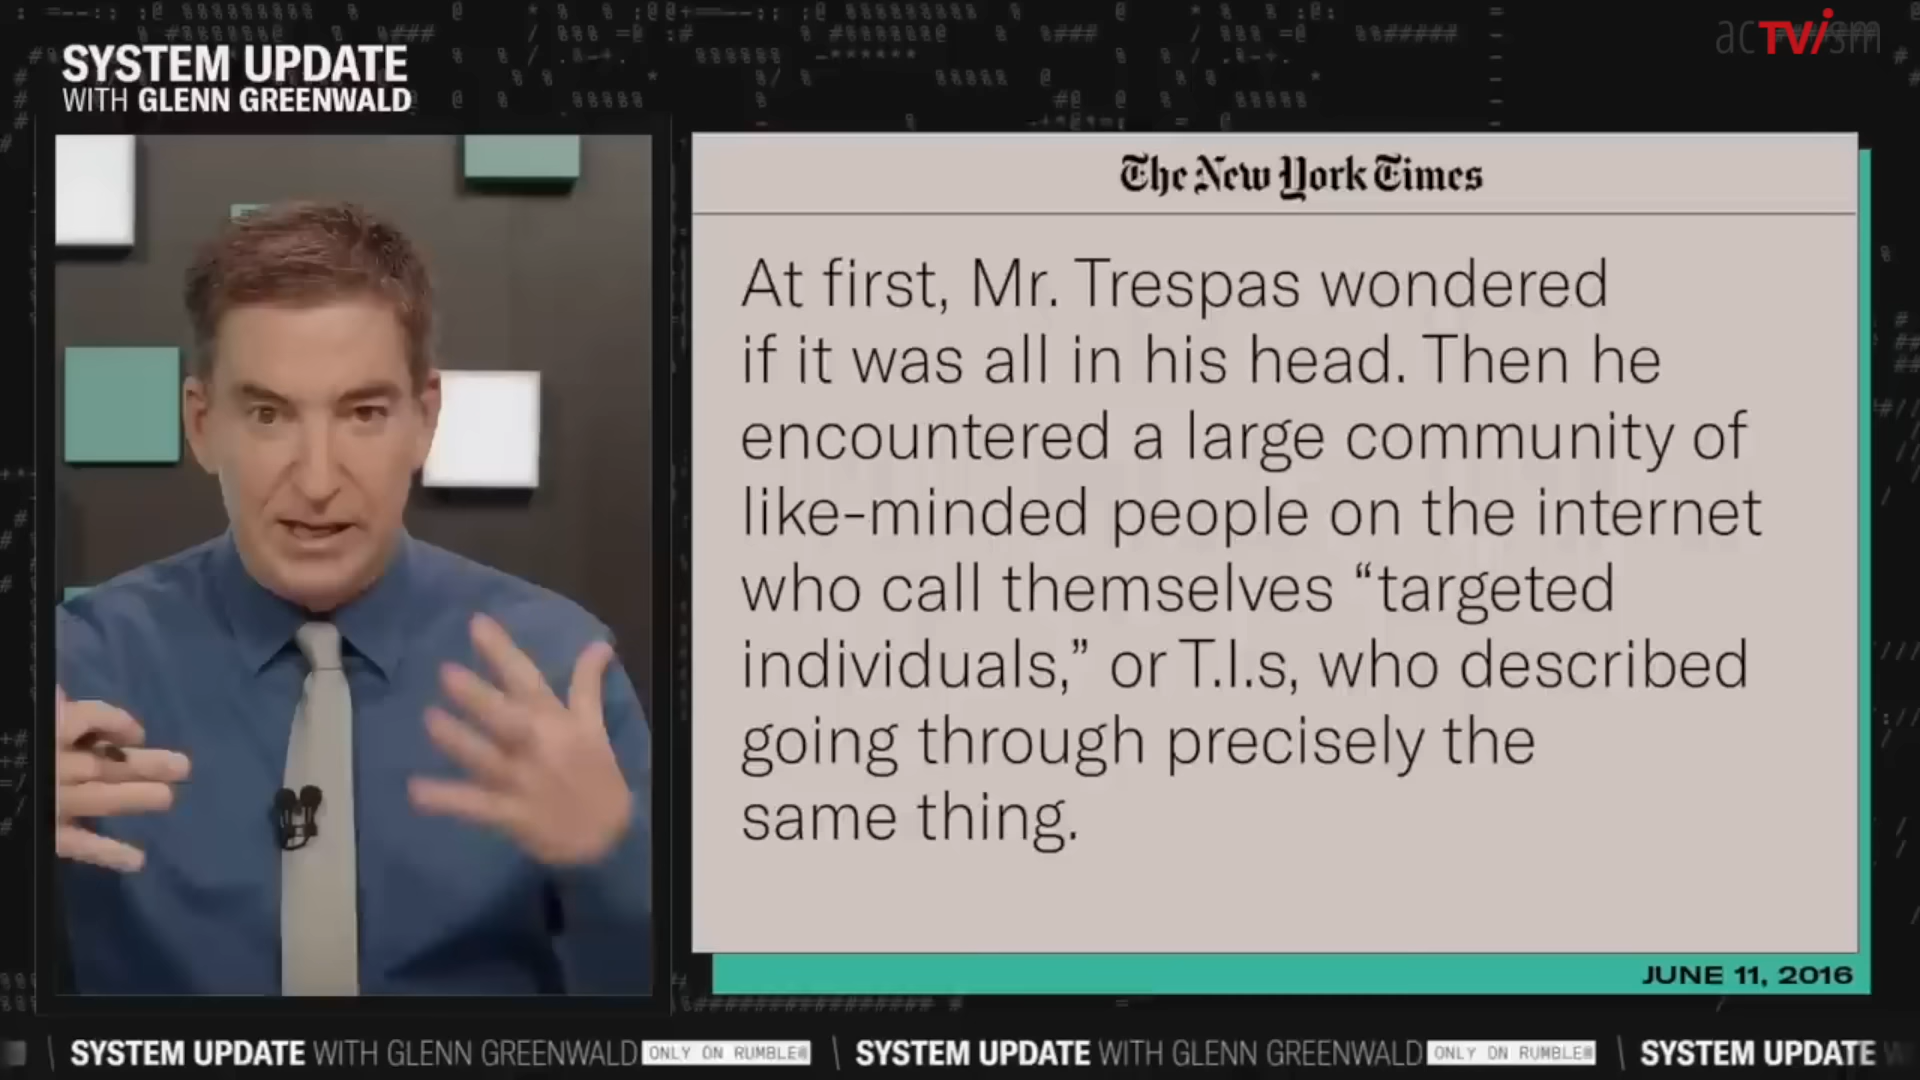 acTVism
SYSTEM UPDATE
WITH GLENN GREENWALD
The New York Times
At first, Mr. Trespas wondered
if it was all in his head. Then he
encountered a large community of
like-minded people on the internet
who call themselves “targeted
individuals,” or T.I.s, who described
going through precisely the
same thing.
JUNE 11, 2016
SYSTEM UPDATE WITH GLENN GREENWALD ONLY ON RUMBLE \ SYSTEM UPDATE WITH GLENN GREENWALD ONLY ON RUMBLE \ SYSTEM UPDATE